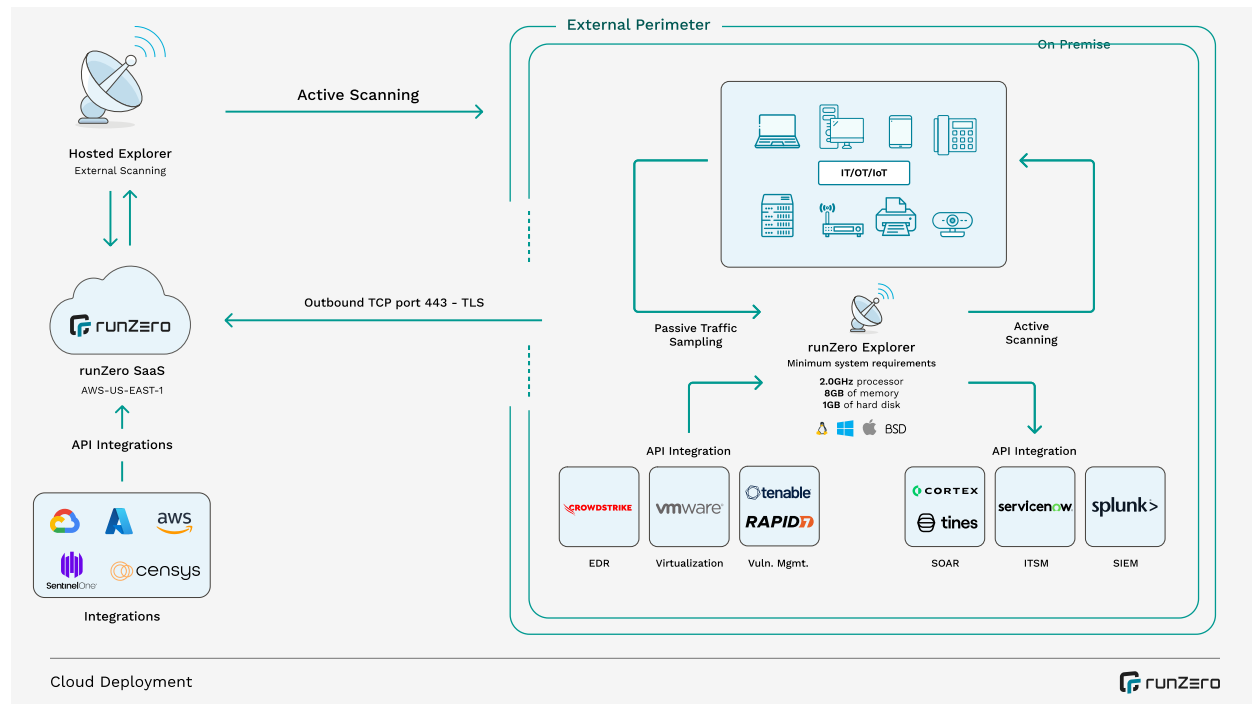 External Perimeter
On Premise
Active Scanning
Hosted Explorer
External Scanning
IT/OT/IoT
Outbound TCP port 443 - TLS
runZero
runZero SaaS
AWS-US-EAST-1
API Integrations
aws
SentinelOne
censys
Integrations
Passive Traffic
Sampling
Active
Scanning
runZero Explorer
Minimum system requirements
2.0GHz processor
8GB of memory
1GB of hard disk
BSD
API Integration
CROWDSTRIKE
vmware
tenable
RAPID7
EDR
Virtualization
Vuln. Mgmt.
API Integration
CORTEX
tines
servicenow
splunk>
SOAR
ITSM
SIEM
Cloud Deployment
runZero